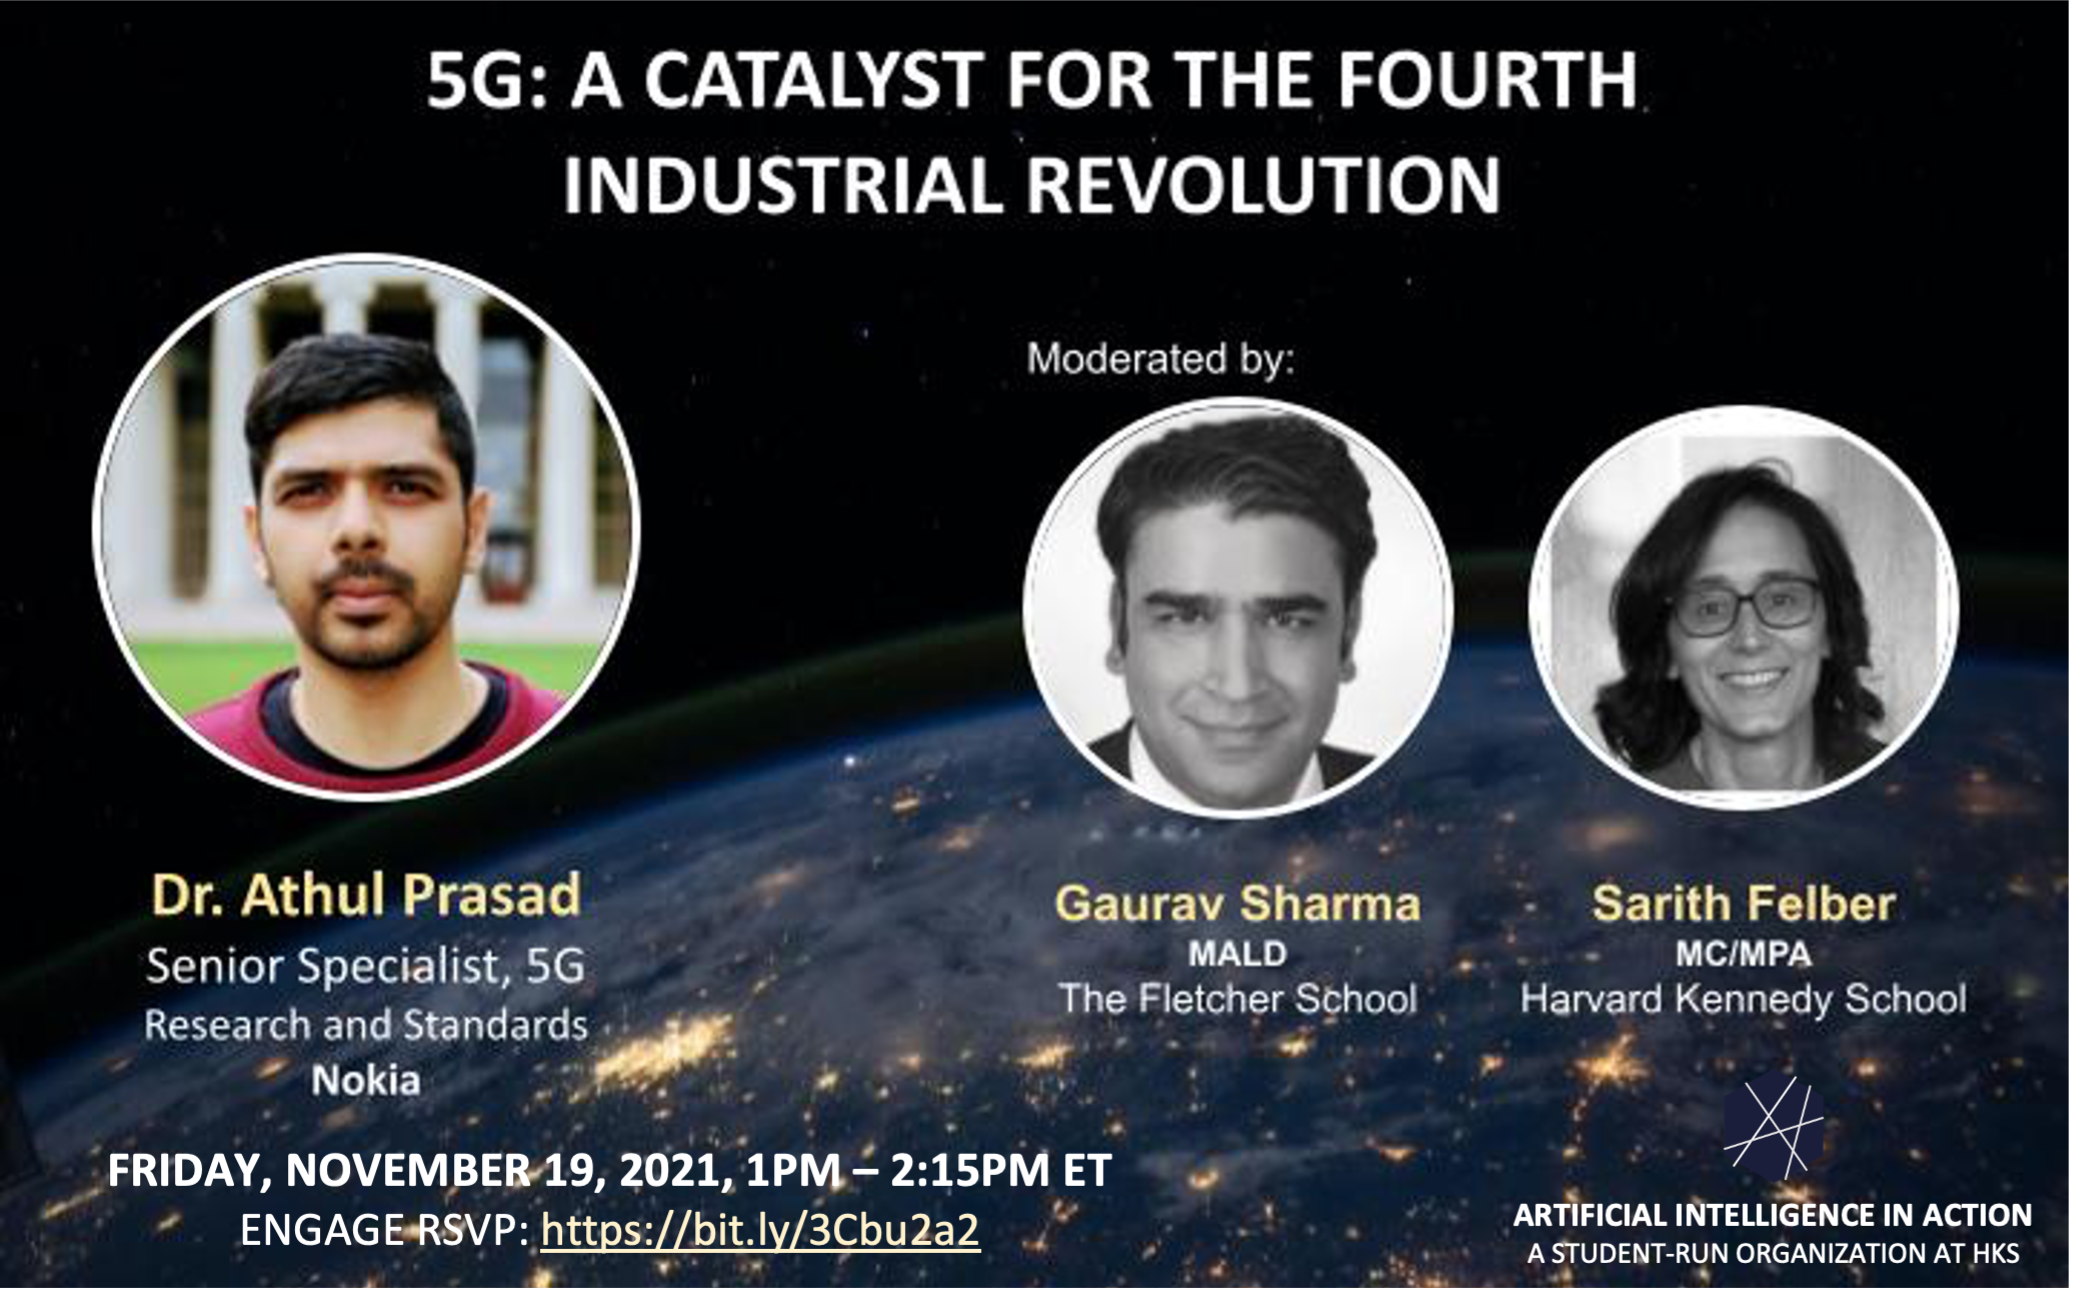 5G: A CATALYST FOR THE FOURTH
INDUSTRIAL REVOLUTION
Moderated by:
Dr. Athul Prasad
Senior Specialist, 5G
Research and Standards
Nokia
Gaurav Sharma
MALD
The Fletcher School
Sarith Felber
MC/MPA
Harvard Kennedy School
FRIDAY, NOVEMBER 19, 2021, 1PM – 2:15PM ET
ENGAGE RSVP: https://bit.ly/3Cbu2a2
ARTIFICIAL INTELLIGENCE IN ACTION
A STUDENT-RUN ORGANIZATION AT HKS